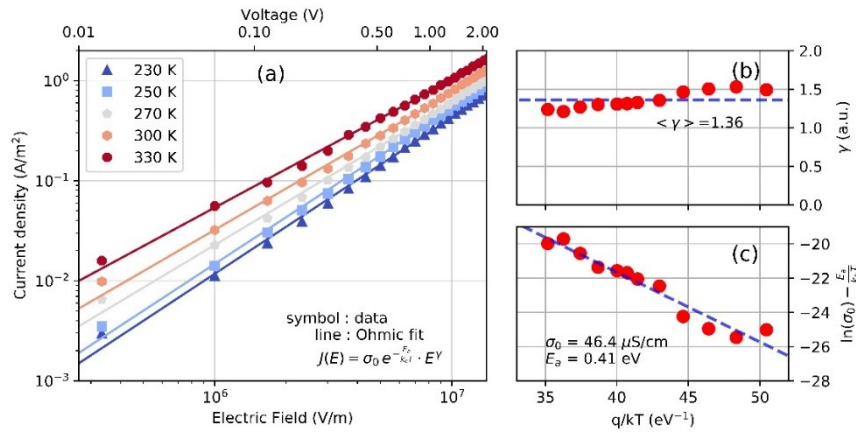 Voltage (V)
0.01 0.10 0.50 1.00 2.00
(a)
230 K
250 K
270 K
300 K
330 K
Current density (A/m²)
10⁰
10⁻¹
10⁻²
10⁻³
symbol : data
line : Ohmic fit
J(E) = σ₀ e^{-E_a/k_BT} · E^γ
10⁶ 10⁷
Electric Field (V/m)
(b)
<γ> =1.36
2.0
1.5
1.0
0.5
0.0
γ (a.u.)
(c)
σ₀ = 46.4 μS/cm
Eₐ = 0.41 eV
−20
−22
−24
−26
−28
ln(σ₀) −
35 40 45 50
q/kT (eV⁻¹)